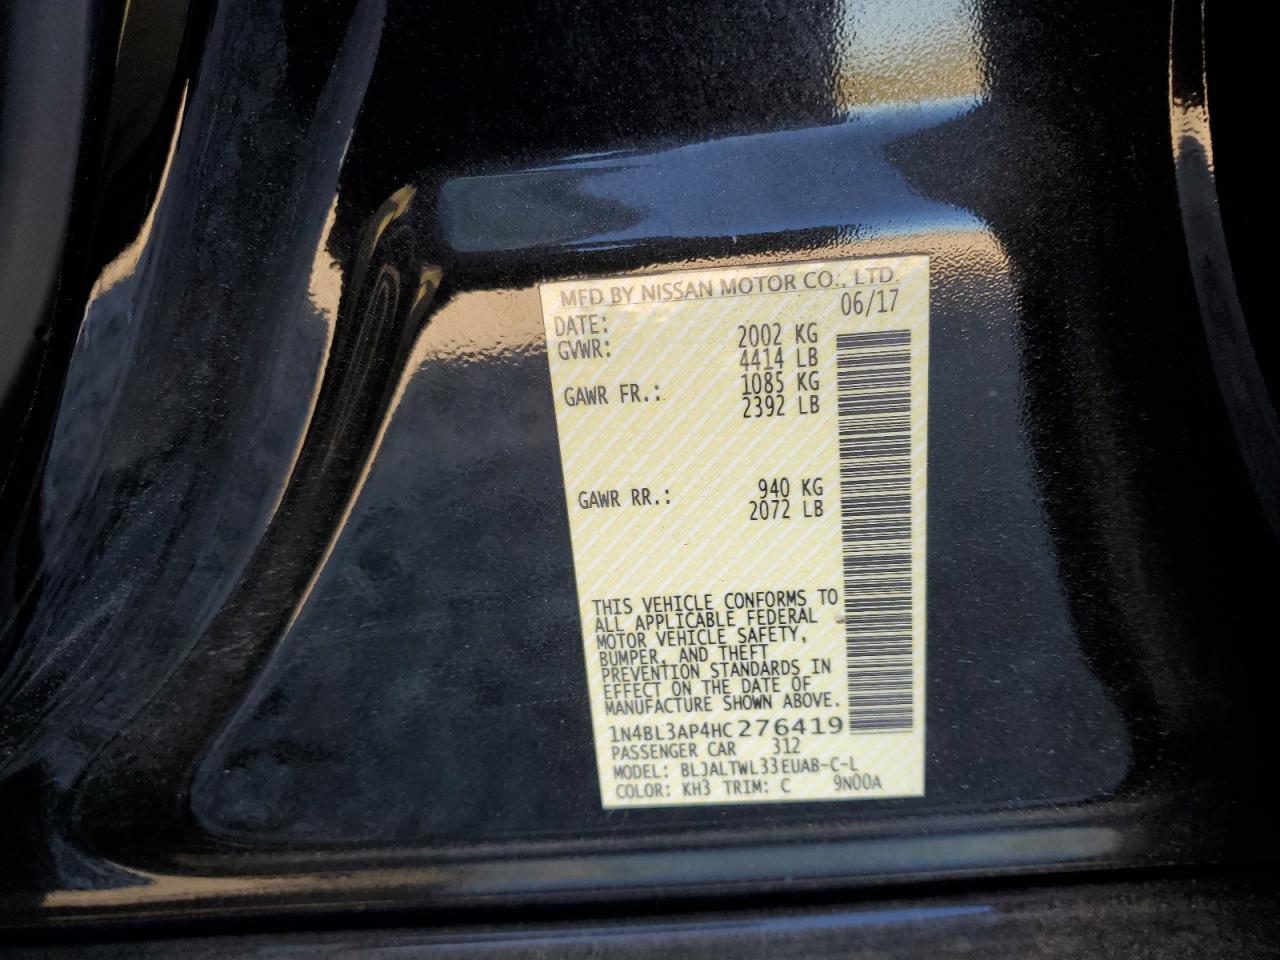 MFD BY NISSAN MOTOR CO., LTD.
DATE: 06/17
GVWR: 2002 KG
4414 LB
GAWR FR.: 1085 KG
2392 LB
GAWR RR.: 940 KG
2072 LB
THIS VEHICLE CONFORMS TO
ALL APPLICABLE FEDERAL
MOTOR VEHICLE SAFETY,
BUMPER, AND THEFT
PREVENTION STANDARDS IN
EFFECT ON THE DATE OF
MANUFACTURE SHOWN ABOVE.
1N4BL3AP4HC276419
PASSENGER CAR 312
MODEL: BLJALTWL33EUAB-C-L
COLOR: KH3 TRIM: C 9N00A